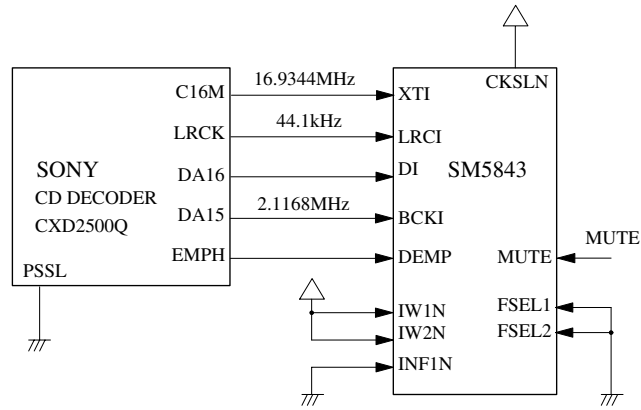 CKSLN
C16M
16.9344MHz
XTI
LRCK
44.1kHz
LRCI
SONY
CD DECODER
CXD2500Q
DA16
DI
SM5843
DA15
2.1168MHz
BCKI
EMPH
DEMP
MUTE
MUTE
PSSL
IW1N
FSEL1
IW2N
FSEL2
INF1N